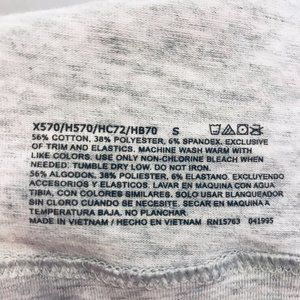 X570/H570/HC72/HB70 S
56% COTTON, 38% POLYESTER, 6% SPANDEX, EXCLUSIVE
OF TRIM AND ELASTICS. MACHINE WASH WARM WITH
LIKE COLORS. USE ONLY NON-CHLORINE BLEACH WHEN
NEEDED. TUMBLE DRY LOW. DO NOT IRON.
56% ALGODON, 38% POLIESTER, 6% ELASTANO. EXCLUYENDO
ACCESORIOS Y ELASTICOS. LAVAR EN MAQUINA CON AGUA
TIBIA, CON COLORES SIMILARES. SOLO USAR BLANQUEADOR
SIN CLORO CUANDO SE NECESITE. SECAR EN MAQUINA A
TEMPERATURA BAJA. NO PLANCHAR.
MADE IN VIETNAM / HECHO EN VIETNAM RN15763 041995